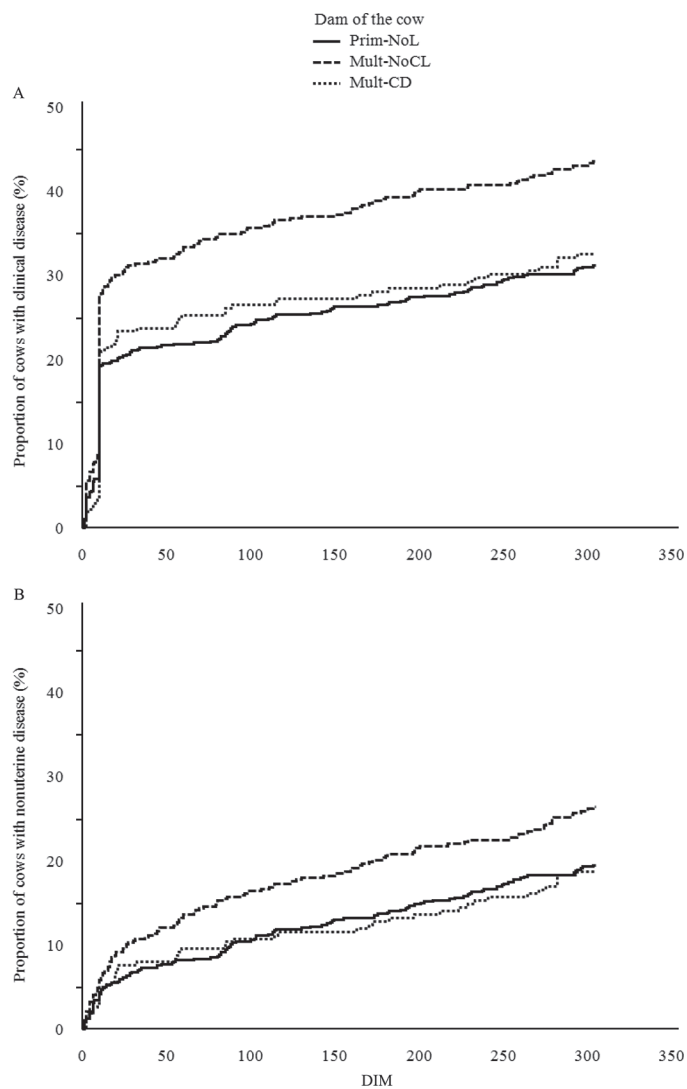 Dam of the cow
Prim-NoL
Mult-NoCL
Mult-CD
A
Proportion of cows with clinical disease (%)
50
40
30
20
10
0
0 50 100 150 200 250 300 350
B
Proportion of cows with nonuterine disease (%)
50
40
30
20
10
0
0 50 100 150 200 250 300 350
DIM